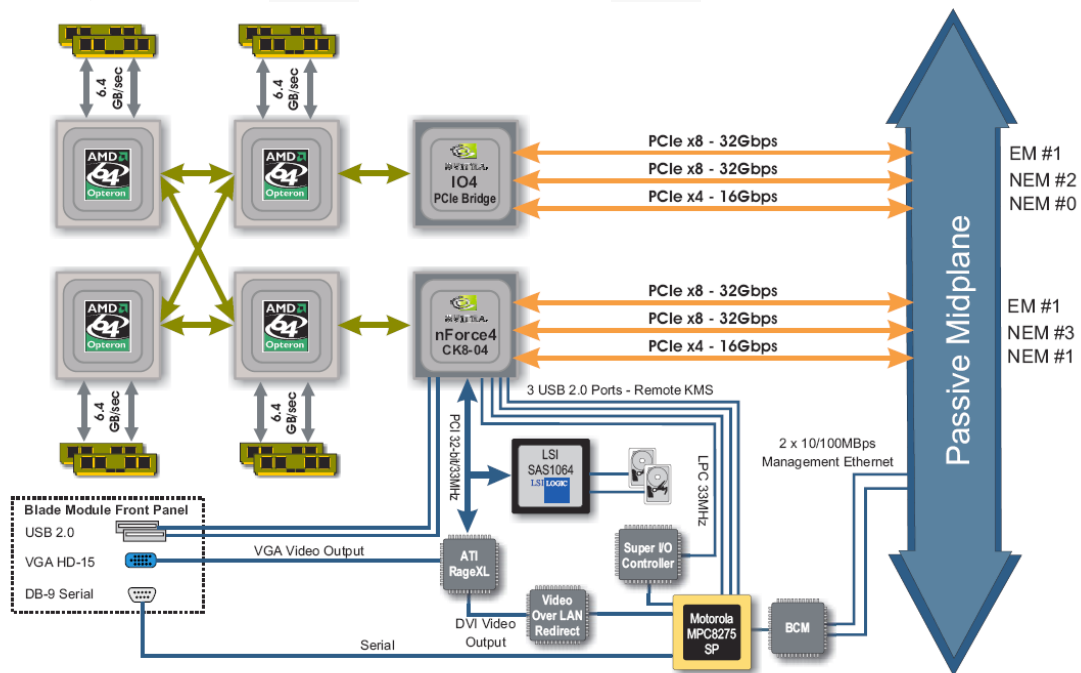 6.4
GB/sec
6.4
GB/sec
AMD
64
Opteron
AMD
64
Opteron
NVIDIA
IO4
PCIe Bridge
PCIe x8 - 32Gbps
PCIe x8 - 32Gbps
PCIe x4 - 16Gbps
EM #1
NEM #2
NEM #0
AMD
64
Opteron
AMD
64
Opteron
NVIDIA
nForce4
CK8-04
PCIe x8 - 32Gbps
PCIe x8 - 32Gbps
PCIe x4 - 16Gbps
EM #1
NEM #3
NEM #1
Passive Midplane
6.4
GB/sec
6.4
GB/sec
3 USB 2.0 Ports - Remote KMS
PCI 32-bit/33MHz
LSI
SAS1064
LSI LOGIC
LPC 33MHz
2 x 10/100MBps
Management Ethernet
Blade Module Front Panel
USB 2.0
VGA HD-15
DB-9 Serial
VGA Video Output
ATI
RageXL
Super I/O
Controller
DVI Video
Output
Video
Over LAN
Redirect
Serial
Motorola
MPC8275
SP
BCM